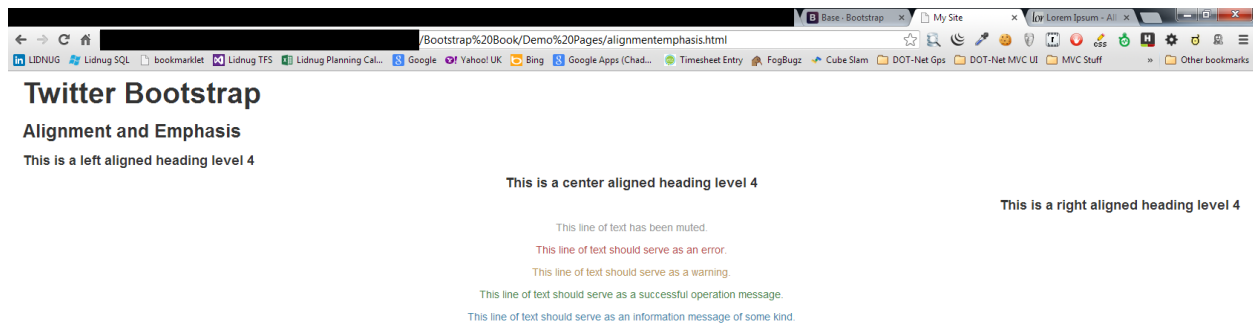 Base - Bootstrap
My Site
Lorem Ipsum - All
/Bootstrap%20Book/Demo%20Pages/alignmentemphasis.html
LIDNUG Lidnug SQL bookmarklet Lidnug TFS Lidnug Planning Cal... Google Yahoo! UK Bing Google Apps (Chad... Timesheet Entry FogBugz Cube Slam DOT-Net Gps DOT-Net MVC UI MVC Stuff » Other bookmarks
Twitter Bootstrap
Alignment and Emphasis
This is a left aligned heading level 4
This is a center aligned heading level 4
This is a right aligned heading level 4
This line of text has been muted.
This line of text should serve as an error.
This line of text should serve as a warning.
This line of text should serve as a successful operation message.
This line of text should serve as an information message of some kind.